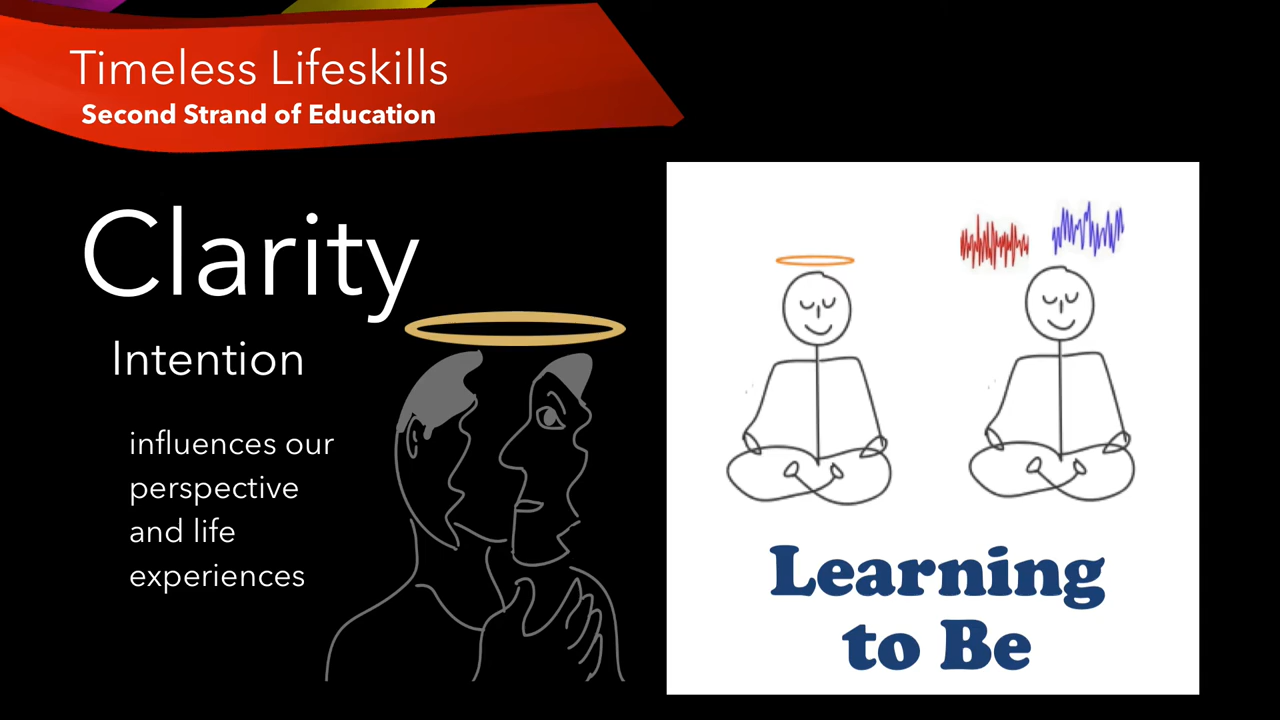 Timeless Lifeskills
Second Strand of Education
Clarity
Intention
influences our
perspective
and life
experiences
Learning
to Be